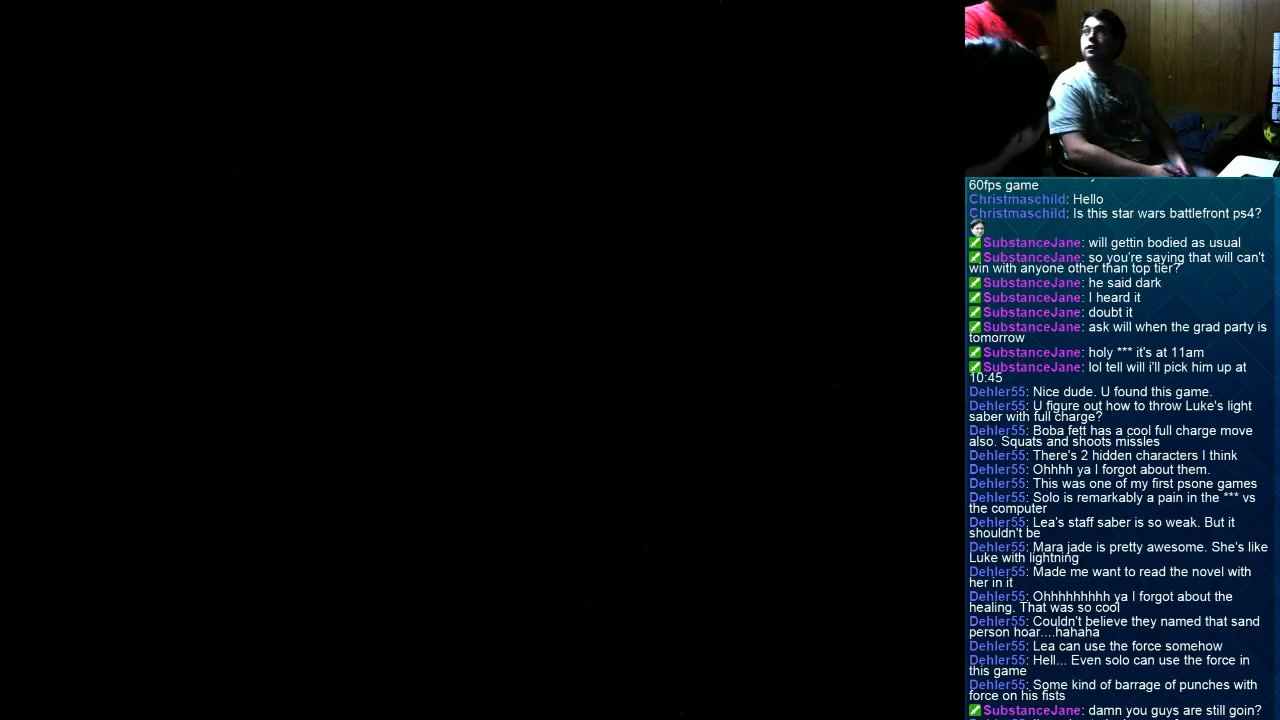 60fps game
Christmaschild: Hello
Christmaschild: Is this star wars battlefront ps4?
SubstanceJane: will gettin bodied as usual
SubstanceJane: so you're saying that will can't
win with anyone other than top tier?
SubstanceJane: he said dark
SubstanceJane: I heard it
SubstanceJane: doubt it
SubstanceJane: ask will when the grad party is
tomorrow
SubstanceJane: holy *** it's at 11am
SubstanceJane: lol tell will i'll pick him up at
10:45
Dehler55: Nice dude. U found this game.
Dehler55: U figure out how to throw Luke's light
saber with full charge?
Dehler55: Boba fett has a cool full charge move
also. Squats and shoots missles
Dehler55: There's 2 hidden characters I think
Dehler55: Ohhhh ya I forgot about them.
Dehler55: This was one of my first psone games
Dehler55: Solo is remarkably a pain in the *** vs
the computer
Dehler55: Lea's staff saber is so weak. But it
shouldn't be
Dehler55: Mara jade is pretty awesome. She's like
Luke with lightning
Dehler55: Made me want to read the novel with
her in it
Dehler55: Ohhhhhhhhh ya I forgot about the
healing. That was so cool
Dehler55: Couldn't believe they named that sand
person hoar....hahaha
Dehler55: Lea can use the force somehow
Dehler55: Hell... Even solo can use the force in
this game
Dehler55: Some kind of barrage of punches with
force on his fists
SubstanceJane: damn you guys are still goin?